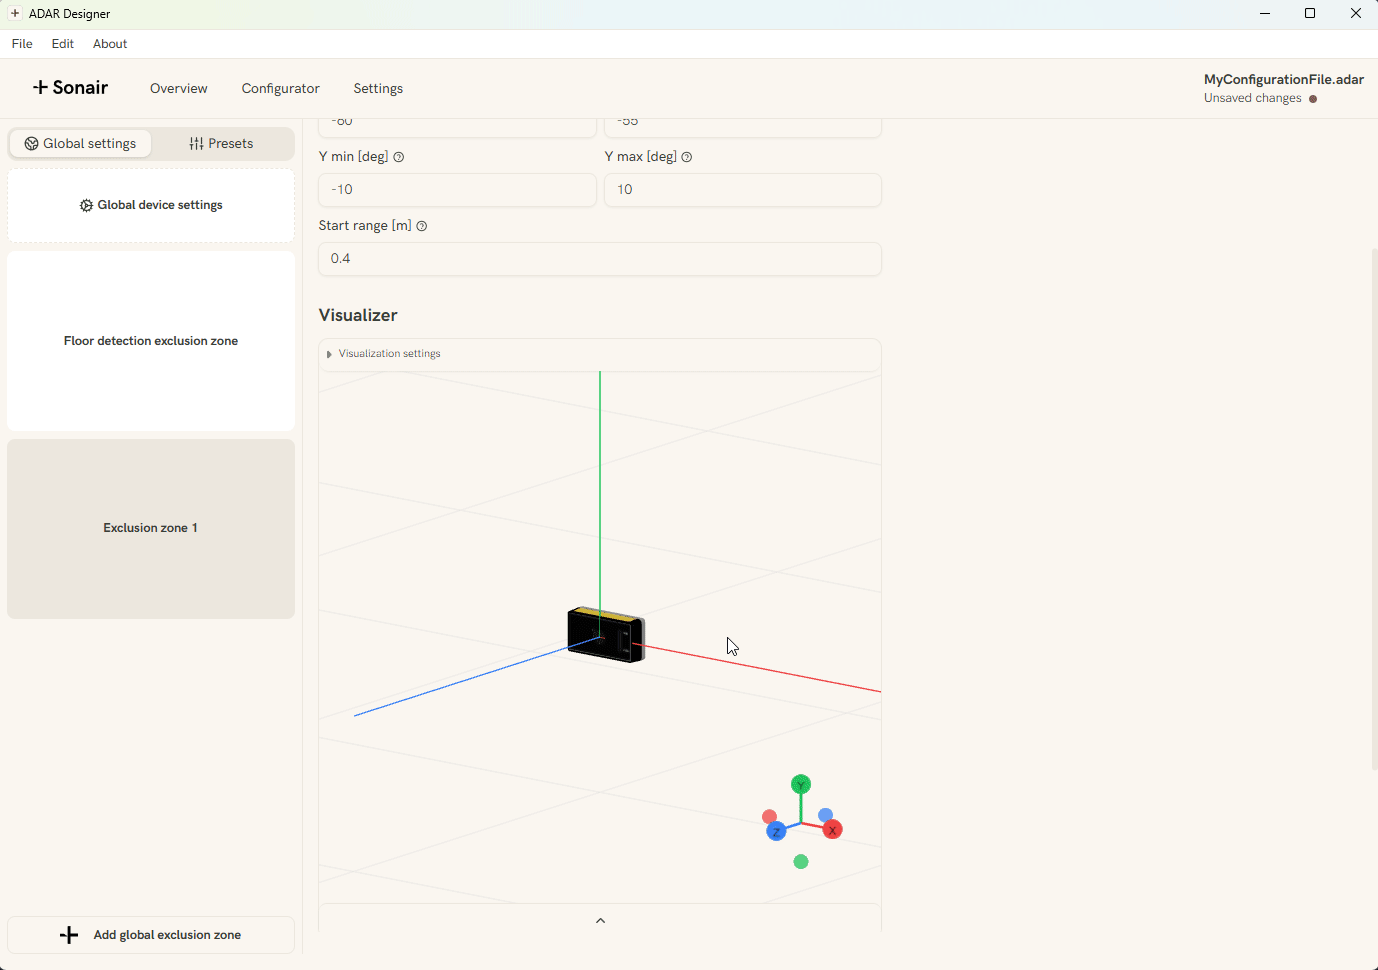 ADAR Designer
File Edit About
Sonair
Overview Configurator Settings
MyConfigurationFile.adar
Unsaved changes
Global settings Presets
Global device settings
Floor detection exclusion zone
Exclusion zone 1
Add global exclusion zone
-60 -55
Y min [deg] Y max [deg]
-10 10
Start range [m]
0.4
Visualizer
Visualization settings
Y
Z X